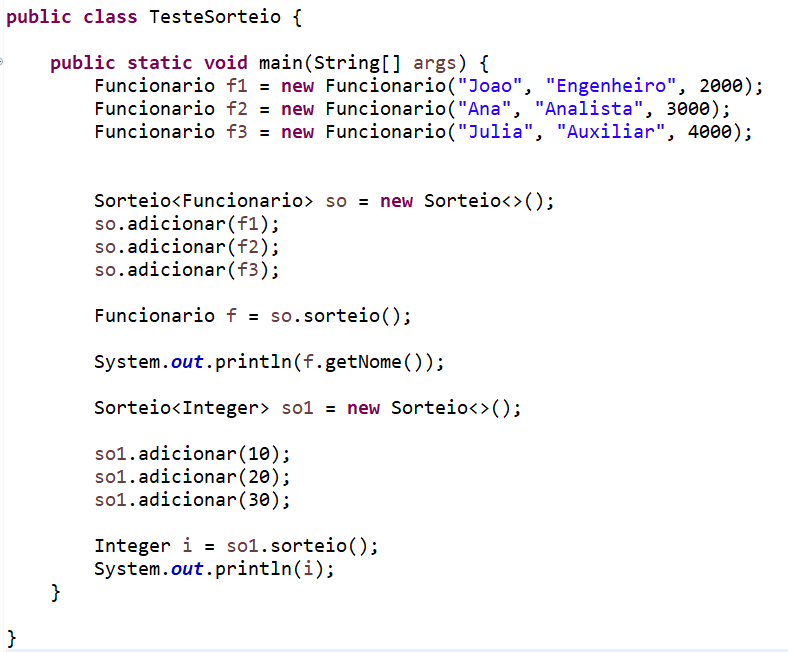 public class TesteSorteio {
public static void main(String[] args) {
Funcionario f1 = new Funcionario("Joao", "Engenheiro", 2000);
Funcionario f2 = new Funcionario("Ana", "Analista", 3000);
Funcionario f3 = new Funcionario("Julia", "Auxiliar", 4000);
Sorteio<Funcionario> so = new Sorteio<>();
so.adicionar(f1);
so.adicionar(f2);
so.adicionar(f3);
Funcionario f = so.sorteio();
System.out.println(f.getNome());
Sorteio<Integer> so1 = new Sorteio<>();
so1.adicionar(10);
so1.adicionar(20);
so1.adicionar(30);
Integer i = so1.sorteio();
System.out.println(i);
}
}